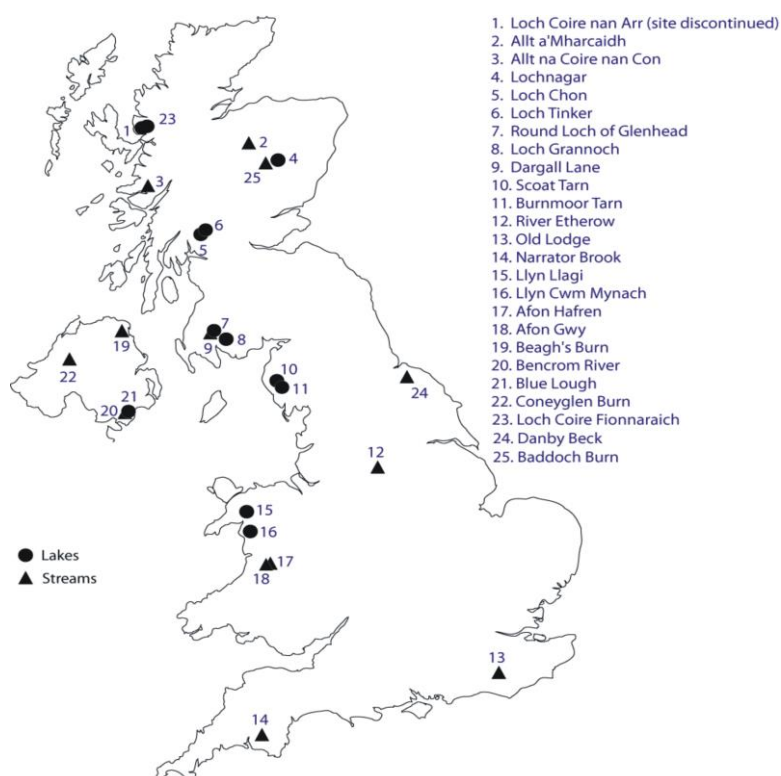 1. Loch Coire nan Arr (site discontinued)
2. Allt a'Mharcaidh
3. Allt na Coire nan Con
4. Lochnagar
5. Loch Chon
6. Loch Tinker
7. Round Loch of Glenhead
8. Loch Grannoch
9. Dargall Lane
10. Scoat Tarn
11. Burnmoor Tarn
12. River Etherow
13. Old Lodge
14. Narrator Brook
15. Llyn Llagi
16. Llyn Cwm Mynach
17. Afon Hafren
18. Afon Gwy
19. Beagh's Burn
20. Bencrom River
21. Blue Lough
22. Coneyglen Burn
23. Loch Coire Fionnaraich
24. Danby Beck
25. Baddoch Burn
1
23
2
4
25
3
6
5
7
8
9
19
22
21
20
10
11
24
12
15
16
17
18
13
14
Lakes
Streams